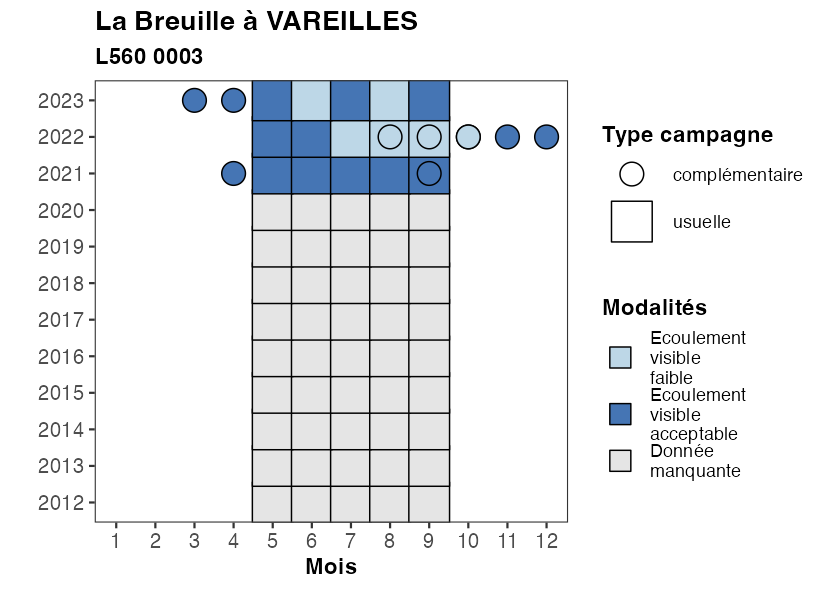 La Breuille à VAREILLES
L560 0003
2023
2022
2021
2020
2019
2018
2017
2016
2015
2014
2013
2012
1 2 3 4 5 6 7 8 9 10 11 12
Mois
Type campagne
complémentaire
usuelle
Modalités
Ecoulement
visible
faible
Ecoulement
visible
acceptable
Donnée
manquante